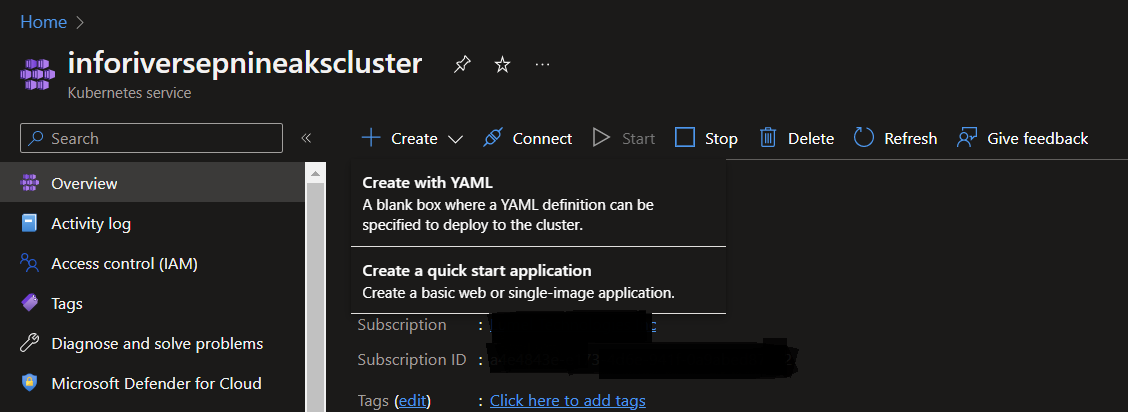 Home
inforiversepnineakscluster
Kubernetes service
Search
Create Connect Start Stop Delete Refresh Give feedback
Overview
Activity log
Access control (IAM)
Tags
Diagnose and solve problems
Microsoft Defender for Cloud
Create with YAML
A blank box where a YAML definition can be
specified to deploy to the cluster.
Create a quick start application
Create a basic web or single-image application.
Subscription :
Subscription ID :
Tags (edit) : Click here to add tags